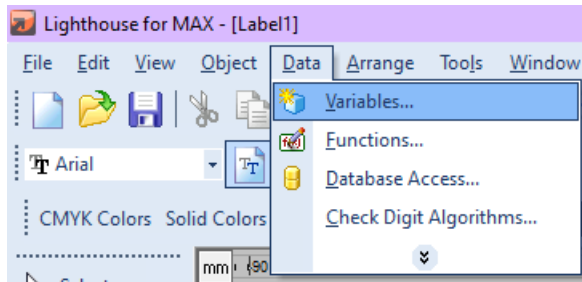 Lighthouse for MAX - [Label1]
File Edit View Object Data Arrange Tools Window
Variables...
Functions...
Arial
Database Access...
CMYK Colors Solid Colors
Check Digit Algorithms...
mm 90